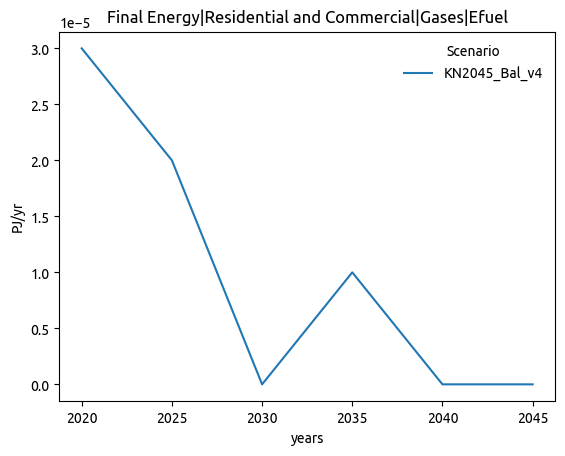 Final Energy|Residential and Commercial|Gases|Efuel
1e−5
3.0
2.5
2.0
1.5
1.0
0.5
0.0
PJ/yr
Scenario
KN2045_Bal_v4
2020 2025 2030 2035 2040 2045
years